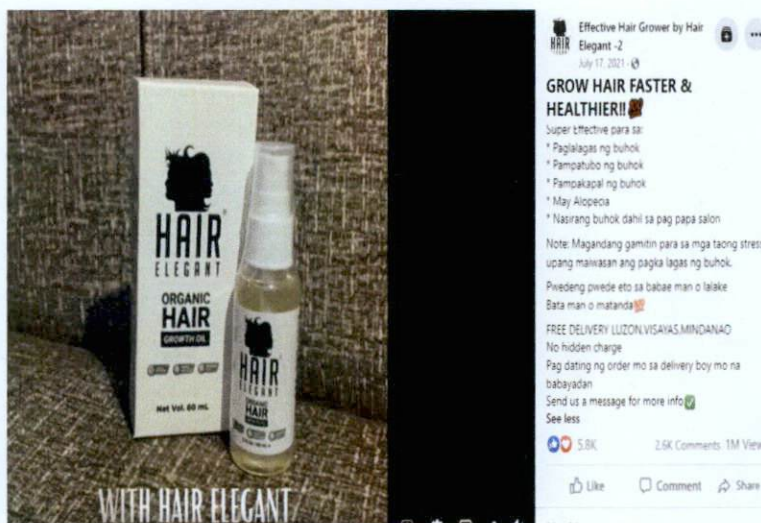 HAIR
ELEGANT
ORGANIC
HAIR
GROWTH OIL
Net Vol. 60 mL
HAIR
ELEGANT
ORGANIC
HAIR
WITH HAIR ELEGANT
HAIR
ELEGANT
Effective Hair Grower by Hair
Elegant -2
July 17, 2021
GROW HAIR FASTER &
HEALTHIER!!
Super Effective para sa:
* Paglalagas ng buhok
* Pampatubo ng buhok
* Pampakapal ng buhok
* May Alopecia
* Nasirang buhok dahil sa pag papa salon
Note: Magandang gamitin para sa mga taong stress
upang maiwasan ang pagka lagas ng buhok.
Pwedeng pwede eto sa babae man o lalake
Bata man o matanda💯
FREE DELIVERY LUZON.VISAYAS.MINDANAO
No hidden charge
Pag dating ng order mo sa delivery boy mo na
babayadan
Send us a message for more info✅
See less
5.8K
2.6K Comments. 1M View
Like
Comment
Share